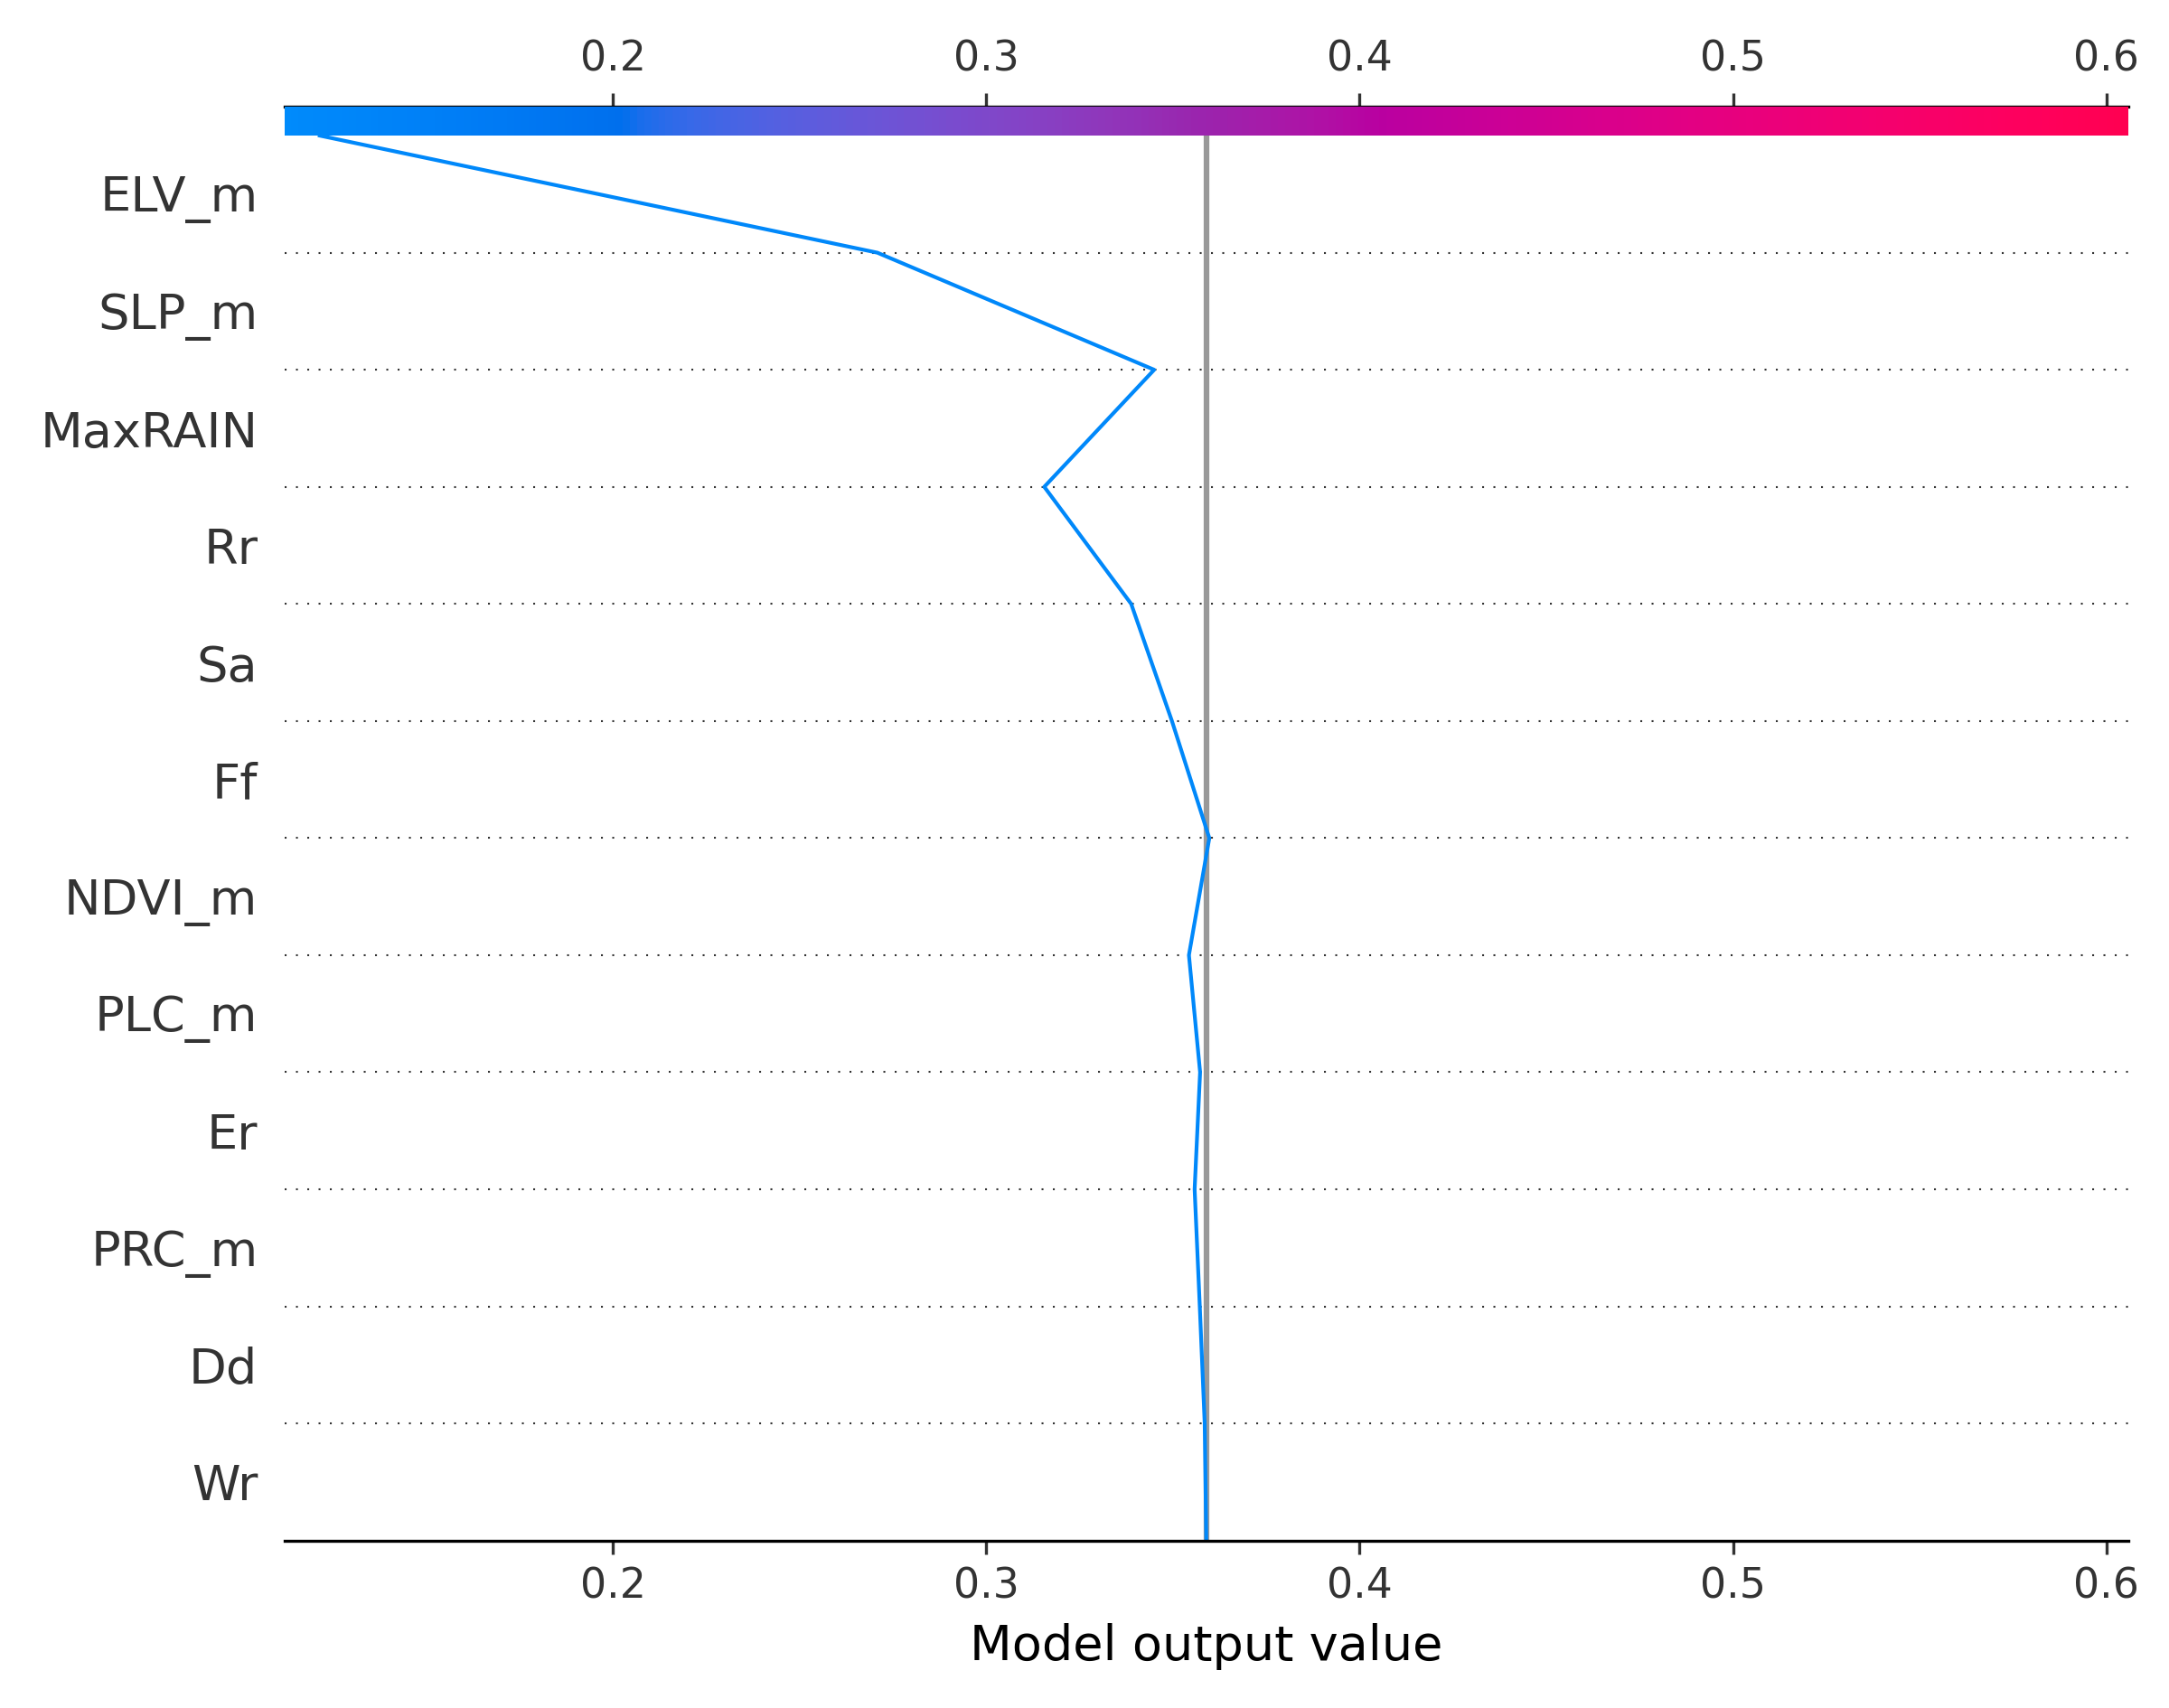 0.2 0.3 0.4 0.5 0.6
ELV_m
SLP_m
MaxRAIN
Rr
Sa
Ff
NDVI_m
PLC_m
Er
PRC_m
Dd
Wr
0.2 0.3 0.4 0.5 0.6
Model output value